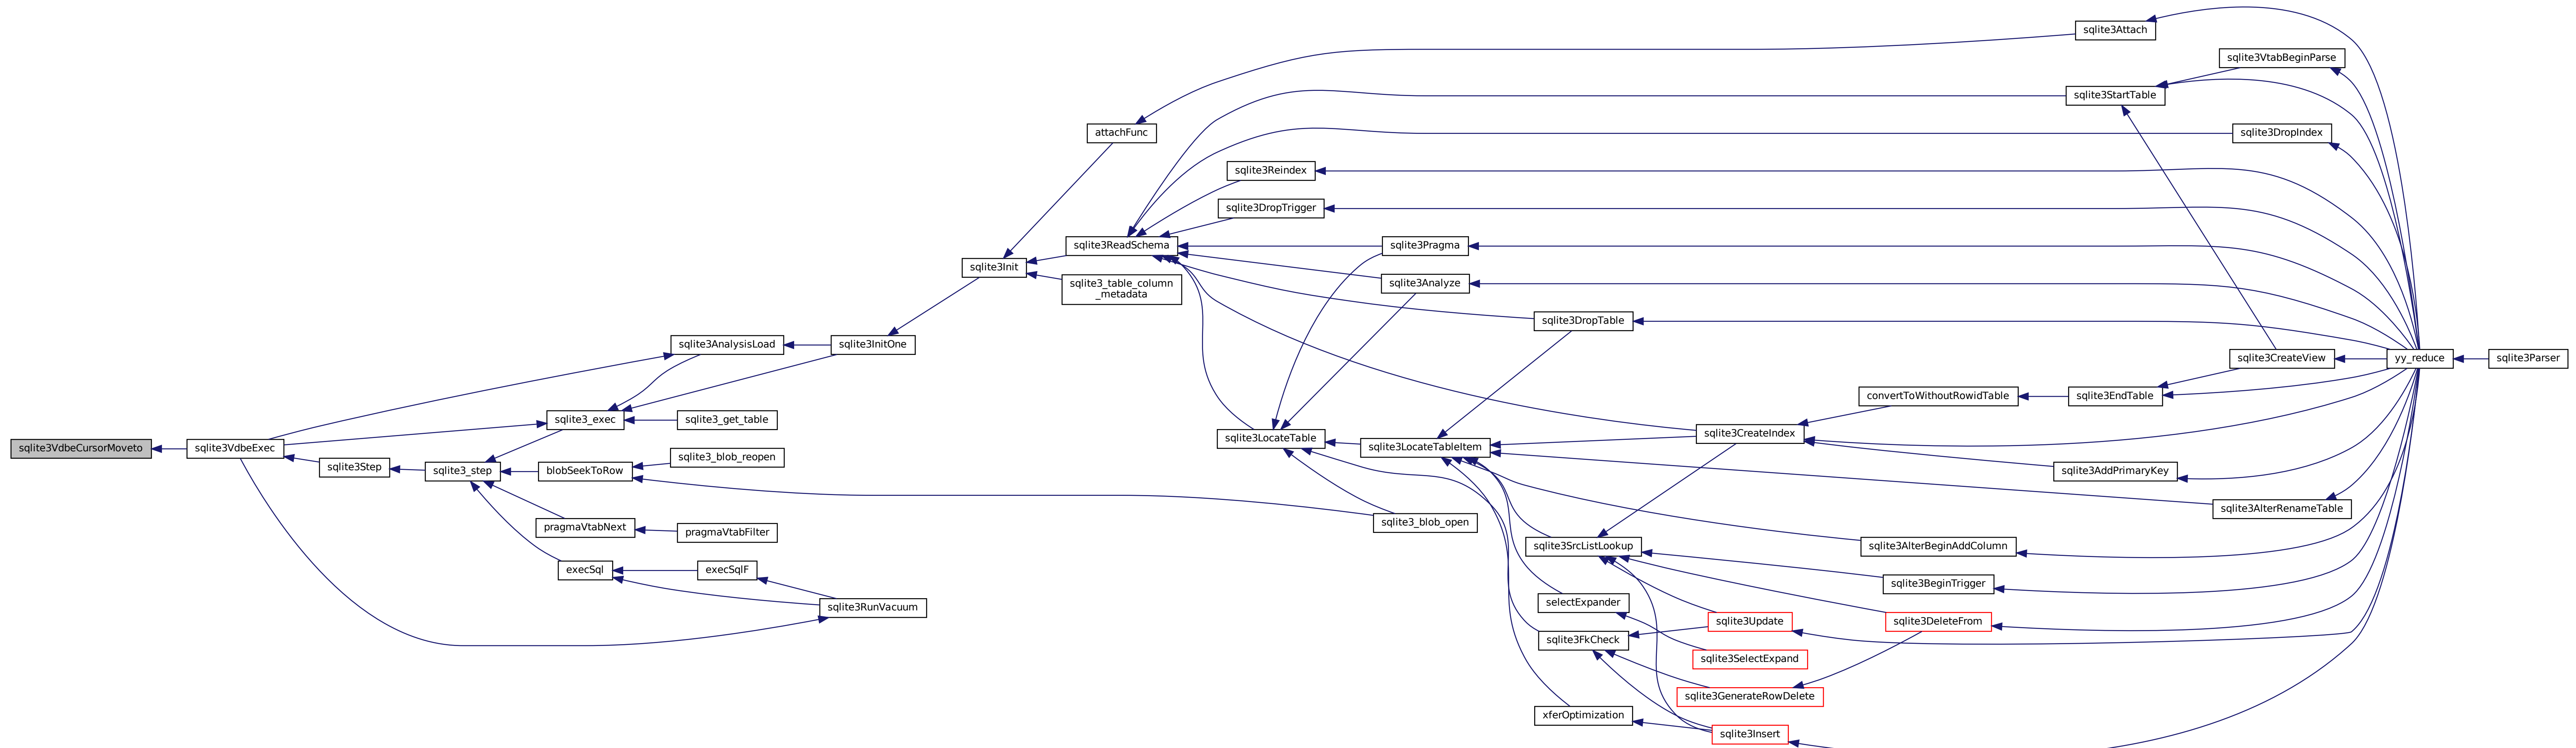 sqlite3Attach
sqlite3VtabBeginParse
sqlite3StartTable
attachFunc
sqlite3DropIndex
sqlite3Reindex
sqlite3DropTrigger
sqlite3ReadSchema
sqlite3Pragma
sqlite3Init
sqlite3_table_column
_metadata
sqlite3Analyze
sqlite3DropTable
sqlite3AnalysisLoad
sqlite3InitOne
sqlite3CreateView
yy_reduce
sqlite3Parser
convertToWithoutRowidTable
sqlite3EndTable
sqlite3_exec
sqlite3_get_table
sqlite3LocateTable
sqlite3CreateIndex
sqlite3VdbeCursorMoveto
sqlite3VdbeExec
sqlite3LocateTableItem
sqlite3_blob_reopen
sqlite3Step
sqlite3_step
blobSeekToRow
sqlite3AddPrimaryKey
sqlite3AlterRenameTable
sqlite3_blob_open
pragmaVtabNext
pragmaVtabFilter
sqlite3SrcListLookup
sqlite3AlterBeginAddColumn
execSql
execSqlF
sqlite3BeginTrigger
selectExpander
sqlite3RunVacuum
sqlite3Update
sqlite3DeleteFrom
sqlite3FkCheck
sqlite3SelectExpand
sqlite3GenerateRowDelete
xferOptimization
sqlite3Insert